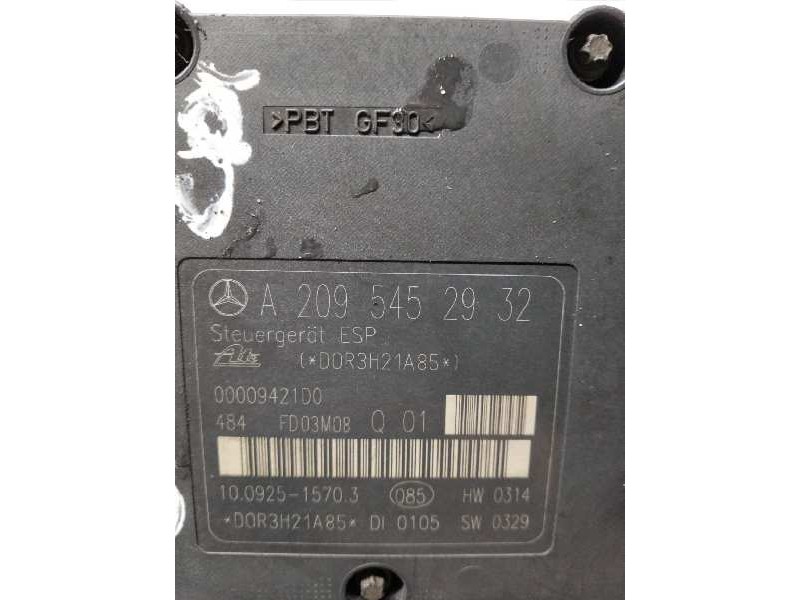 >PBT GF30<
A 209 545 29 32
Steuergerät ESP
Ate (*DOR3H21A85*)
00009421D0
484 FD03M08 Q 01
10.0925-1570.3 085 HW 0314
*DOR3H21A85* DI 0105 SW 0329